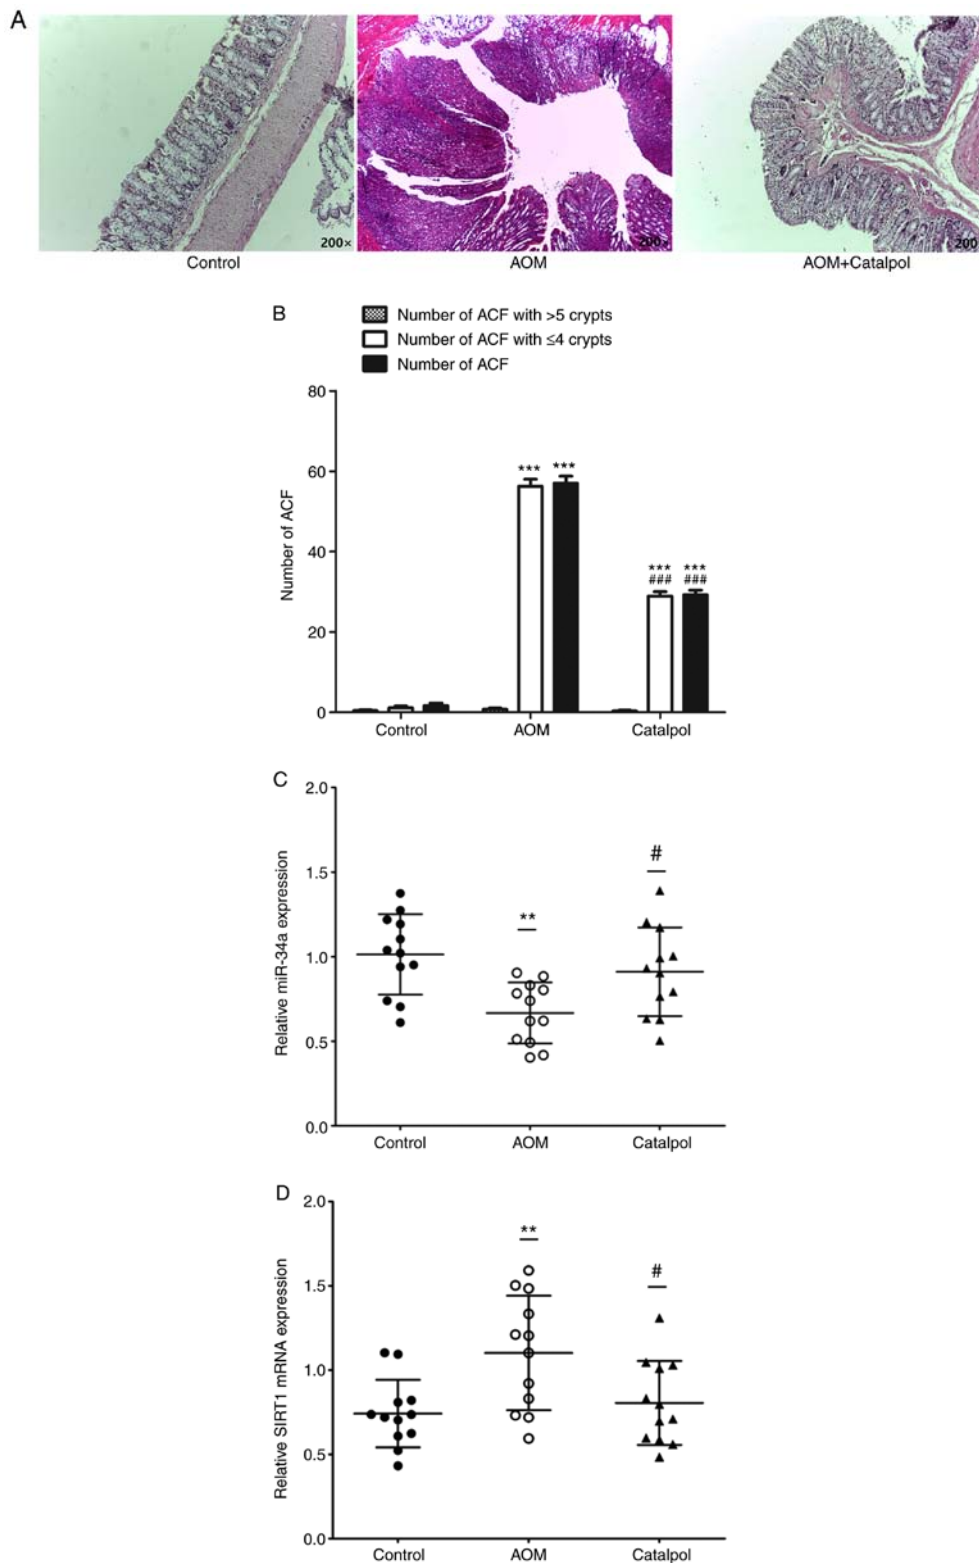 A
200×
200×
200
Control
AOM
AOM+Catalpol
B
Number of ACF with >5 crypts
Number of ACF with ≤4 crypts
Number of ACF
Number of ACF
80
60
40
20
0
*** ***
*** ***
### ###
Control
AOM
Catalpol
C
Relative miR-34a expression
2.0
1.5
1.0
0.5
0.0
**
#
Control
AOM
Catalpol
D
Relative SIRT1 mRNA expression
2.0
1.5
1.0
0.5
0.0
**
#
Control
AOM
Catalpol